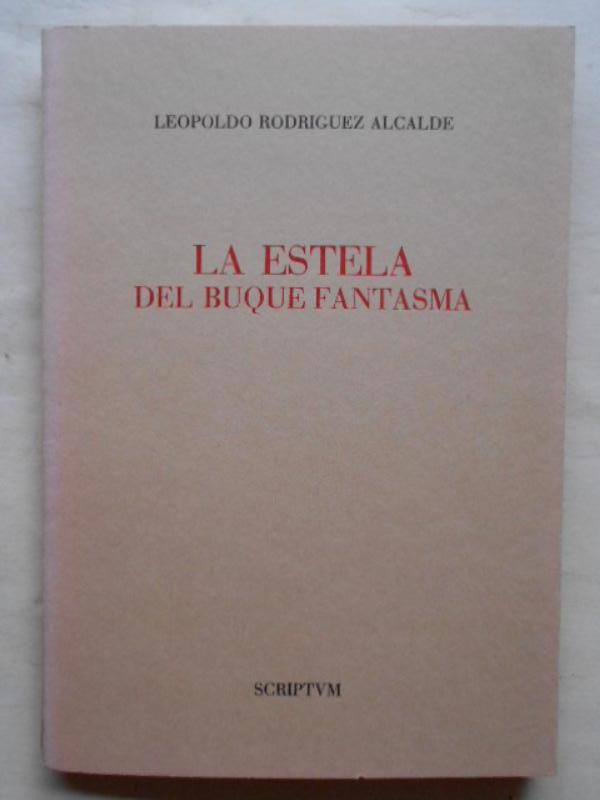 LEOPOLDO RODRIGUEZ ALCALDE
LA ESTELA
DEL BUQUE FANTASMA
SCRIPTVM